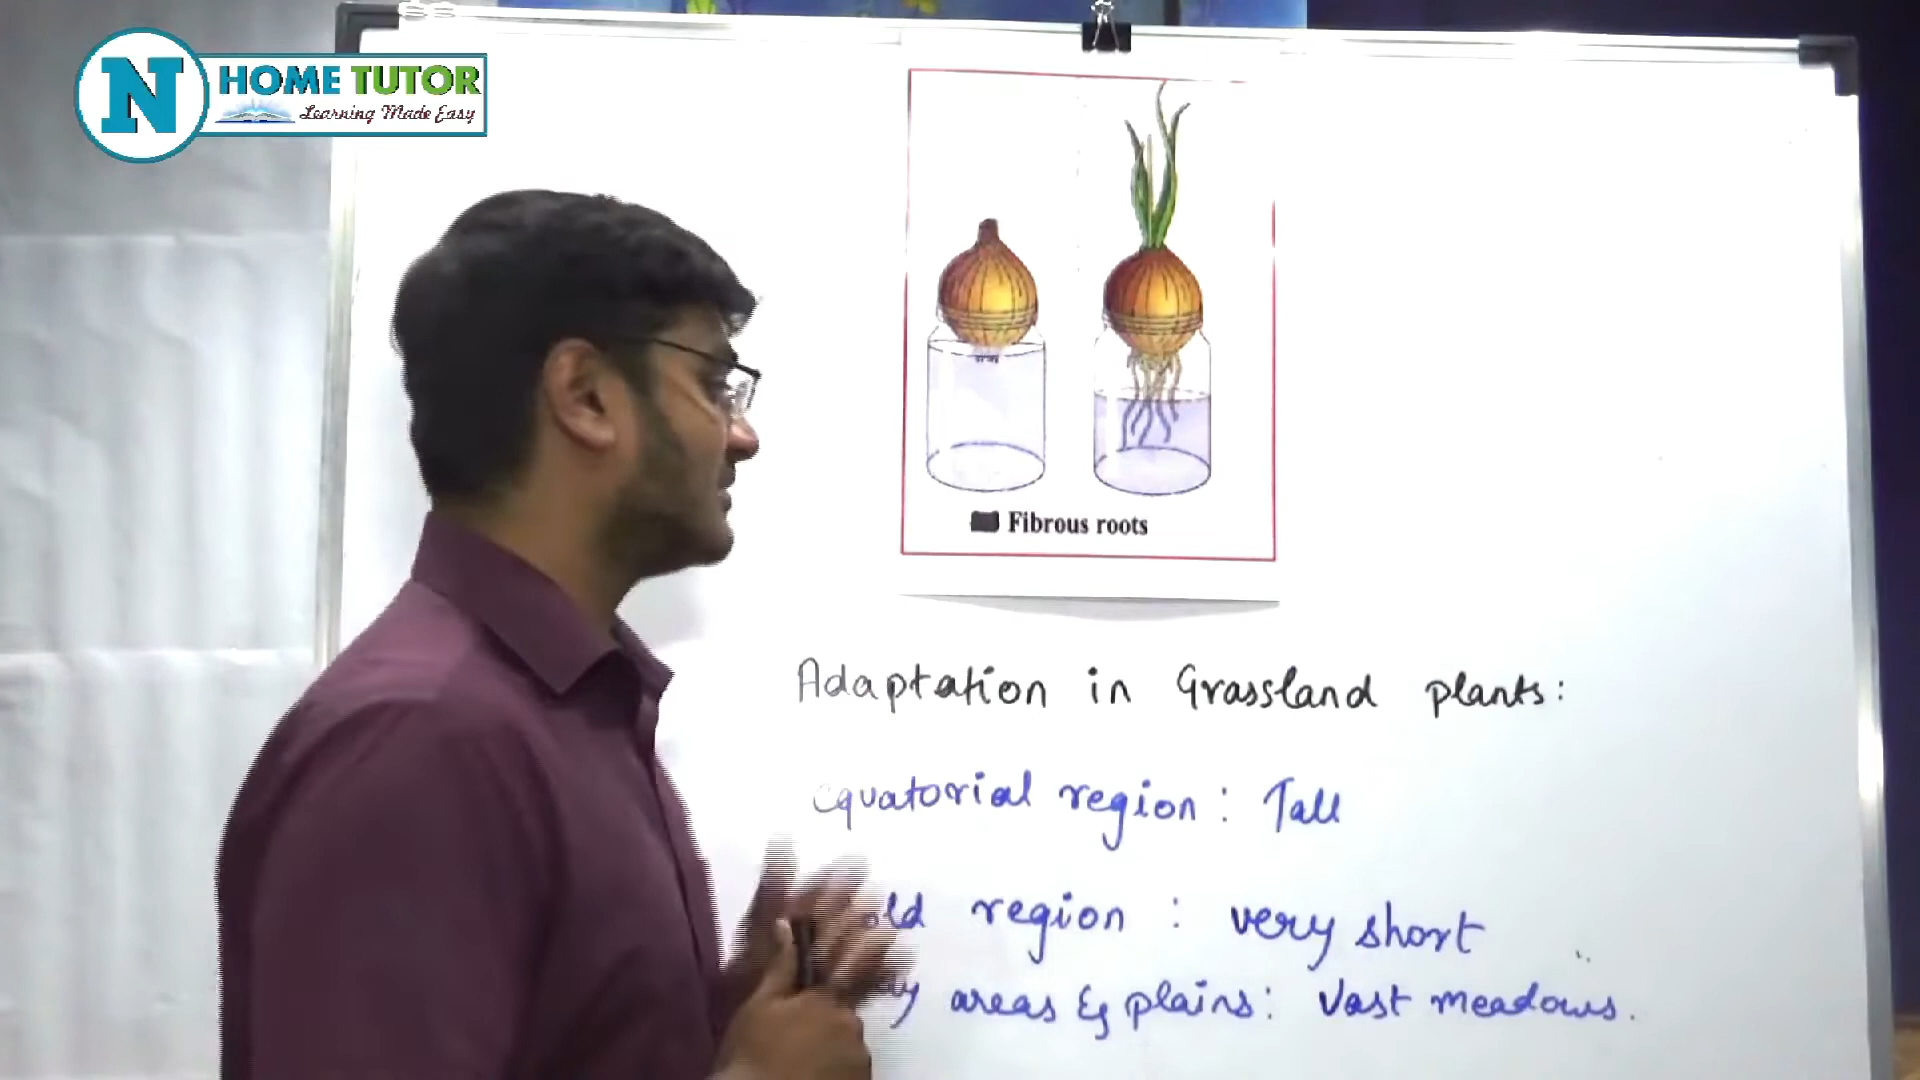 N HOME TUTOR
Learning Made Easy
Fibrous roots
Adaptation in Grassland plants:
equatorial region : Tall
region : very short
areas & plains : Vast meadows.